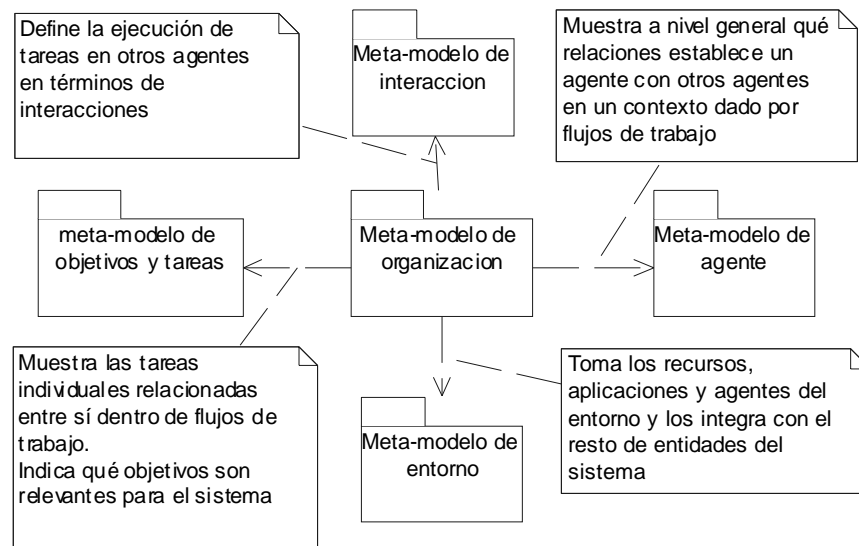 Define la ejecución de
tareas en otros agentes
en términos de
interacciones
Meta-modelo de
interaccion
Muestra a nivel general qué
relaciones establece un
agente con otros agentes
en un contexto dado por
flujos de trabajo
meta-modelo de
objetivos y tareas
Meta-modelo de
organizacion
Meta-modelo de
agente
Muestra las tareas
individuales relacionadas
entre sí dentro de flujos de
trabajo.
Indica qué objetivos son
relevantes para el sistema
Meta-modelo de
entorno
Toma los recursos,
aplicaciones y agentes del
entorno y los integra con el
resto de entidades del
sistema